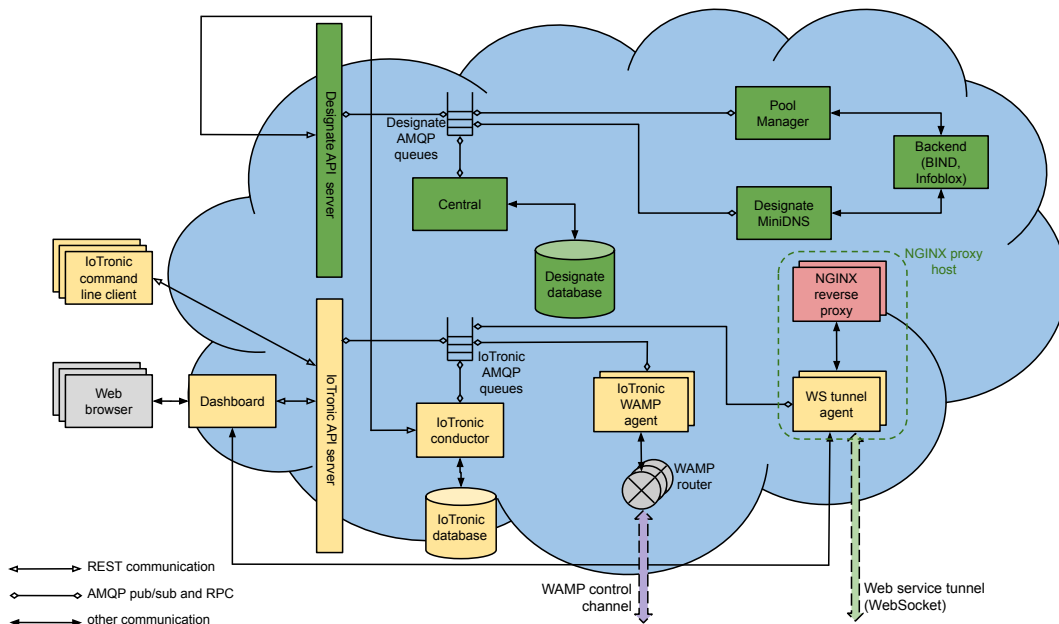 Designate API server
Designate
AMQP
queues
Pool
Manager
Backend
(BIND,
Infoblox)
Central
Designate
MiniDNS
Designate
database
NGINX proxy
host
NGINX
reverse
proxy
IoTronic
command
line client
IoTronic API server
IoTronic
AMQP
queues
Web
browser
Dashboard
IoTronic
conductor
IoTronic
WAMP
agent
WS tunnel
agent
WAMP
router
IoTronic
database
REST communication
AMQP pub/sub and RPC
other communication
WAMP control
channel
Web service tunnel
(WebSocket)